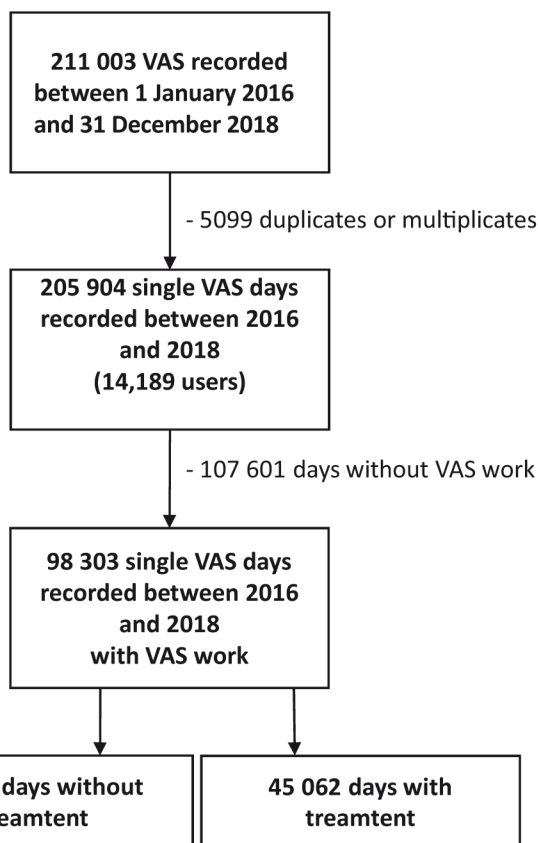 211 003 VAS recorded
between 1 January 2016
and 31 December 2018
- 5099 duplicates or multiplicates
205 904 single VAS days
recorded between 2016
and 2018
(14,189 users)
- 107 601 days without VAS work
98 303 single VAS days
recorded between 2016
and 2018
with VAS work
days without
eamtent
45 062 days with
treamtent